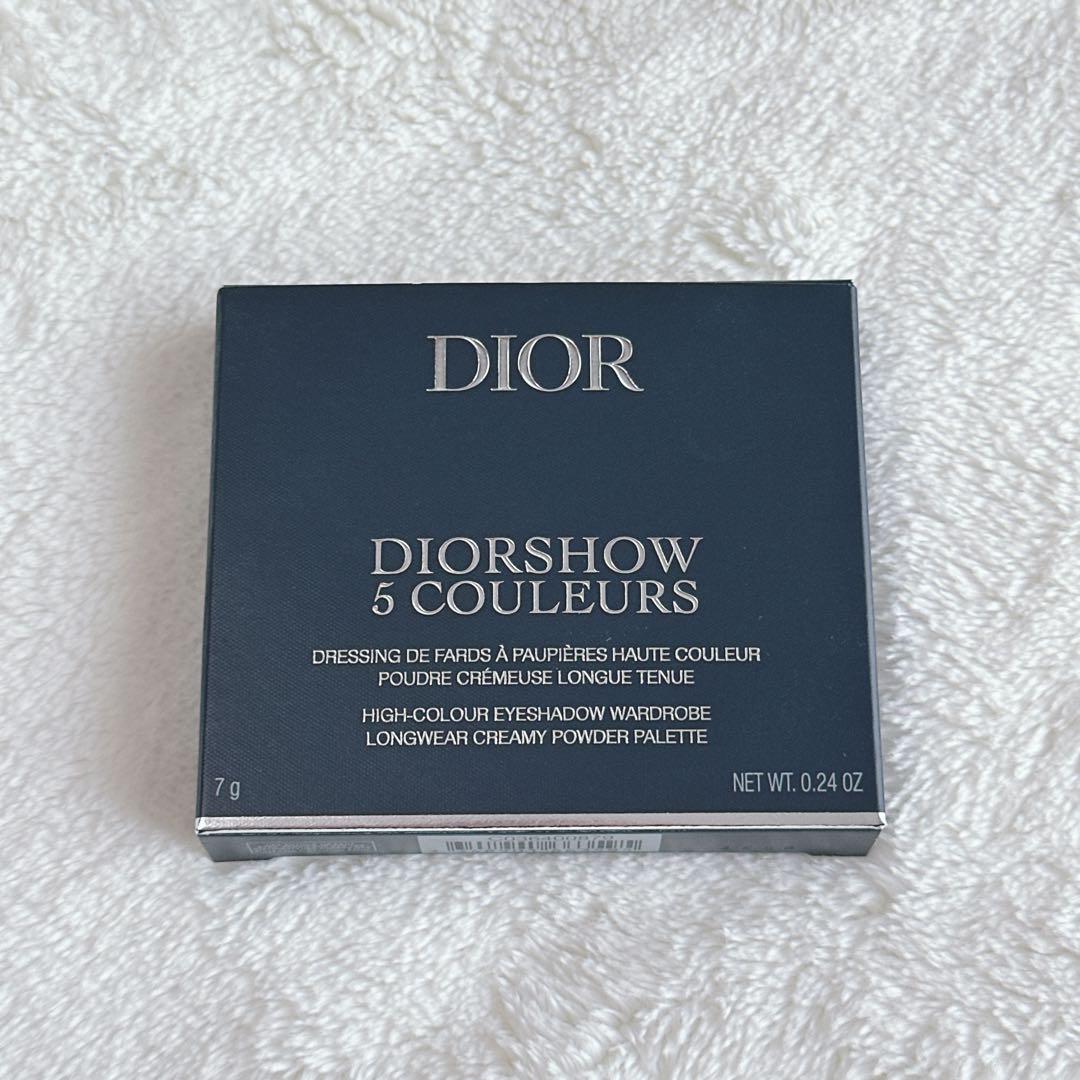 DIOR
DIORSHOW
5 COULEURS
DRESSING DE FARDS À PAUPIÈRES HAUTE COULEUR
POUDRE CRÉMEUSE LONGUE TENUE
HIGH-COLOUR EYESHADOW WARDROBE
LONGWEAR CREAMY POWDER PALETTE
7 g
NET WT. 0.24 OZ
C036400879